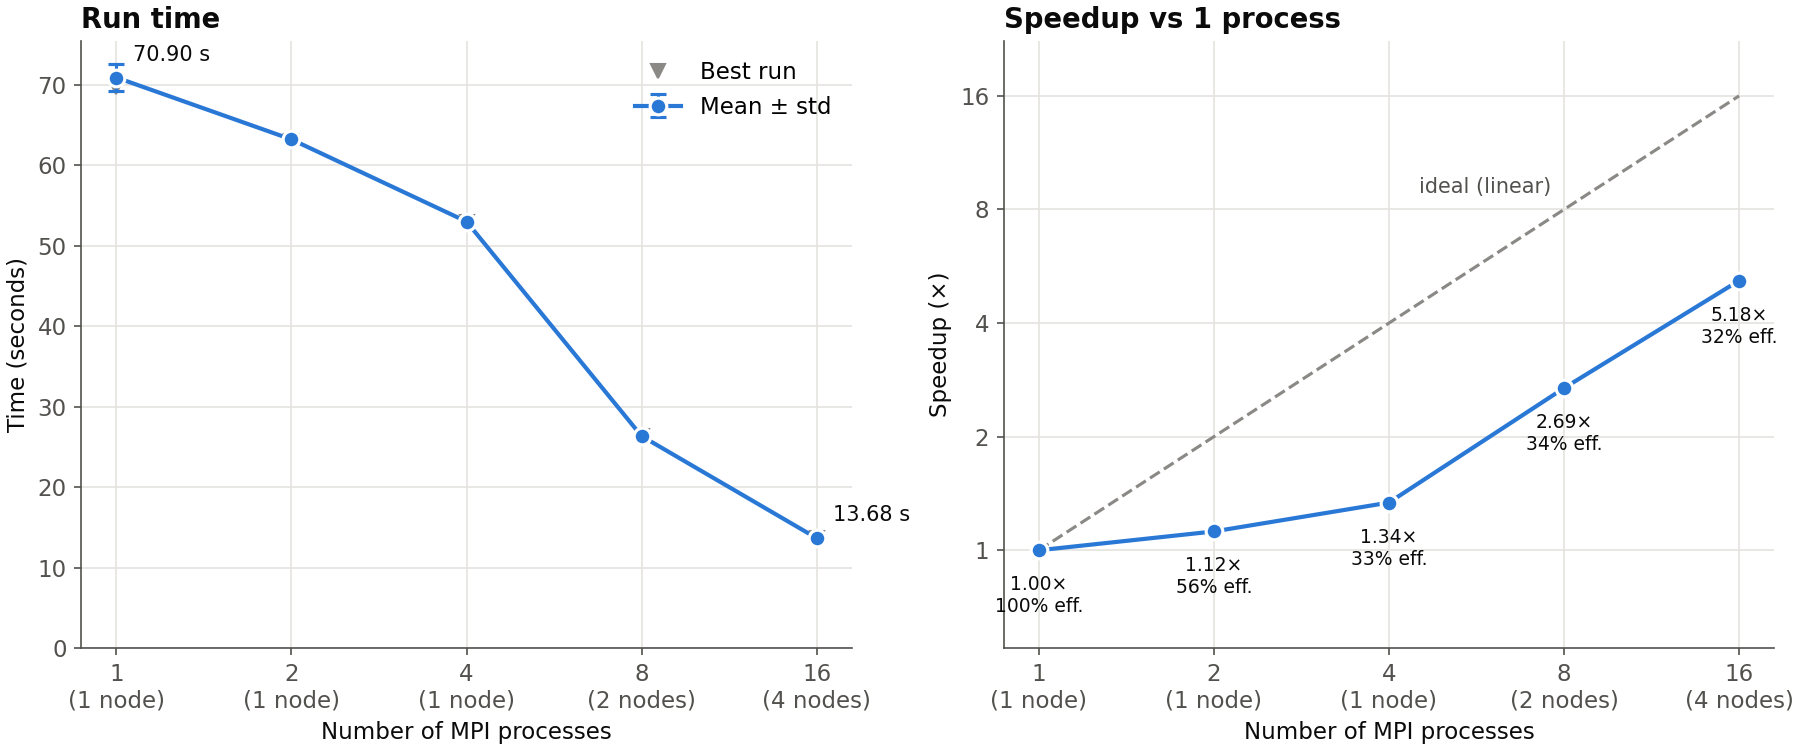 Run time
70.90 s
Best run
Mean ± std
70
60
50
40
30
20
10
0
13.68 s
Time (seconds)
1 2 4 8 16
(1 node) (1 node) (1 node) (2 nodes) (4 nodes)
Number of MPI processes
Speedup vs 1 process
16
8
4
2
1
ideal (linear)
Speedup (×)
1.00×
100% eff.
1.12×
56% eff.
1.34×
33% eff.
2.69×
34% eff.
5.18×
32% eff.
1 2 4 8 16
(1 node) (1 node) (1 node) (2 nodes) (4 nodes)
Number of MPI processes